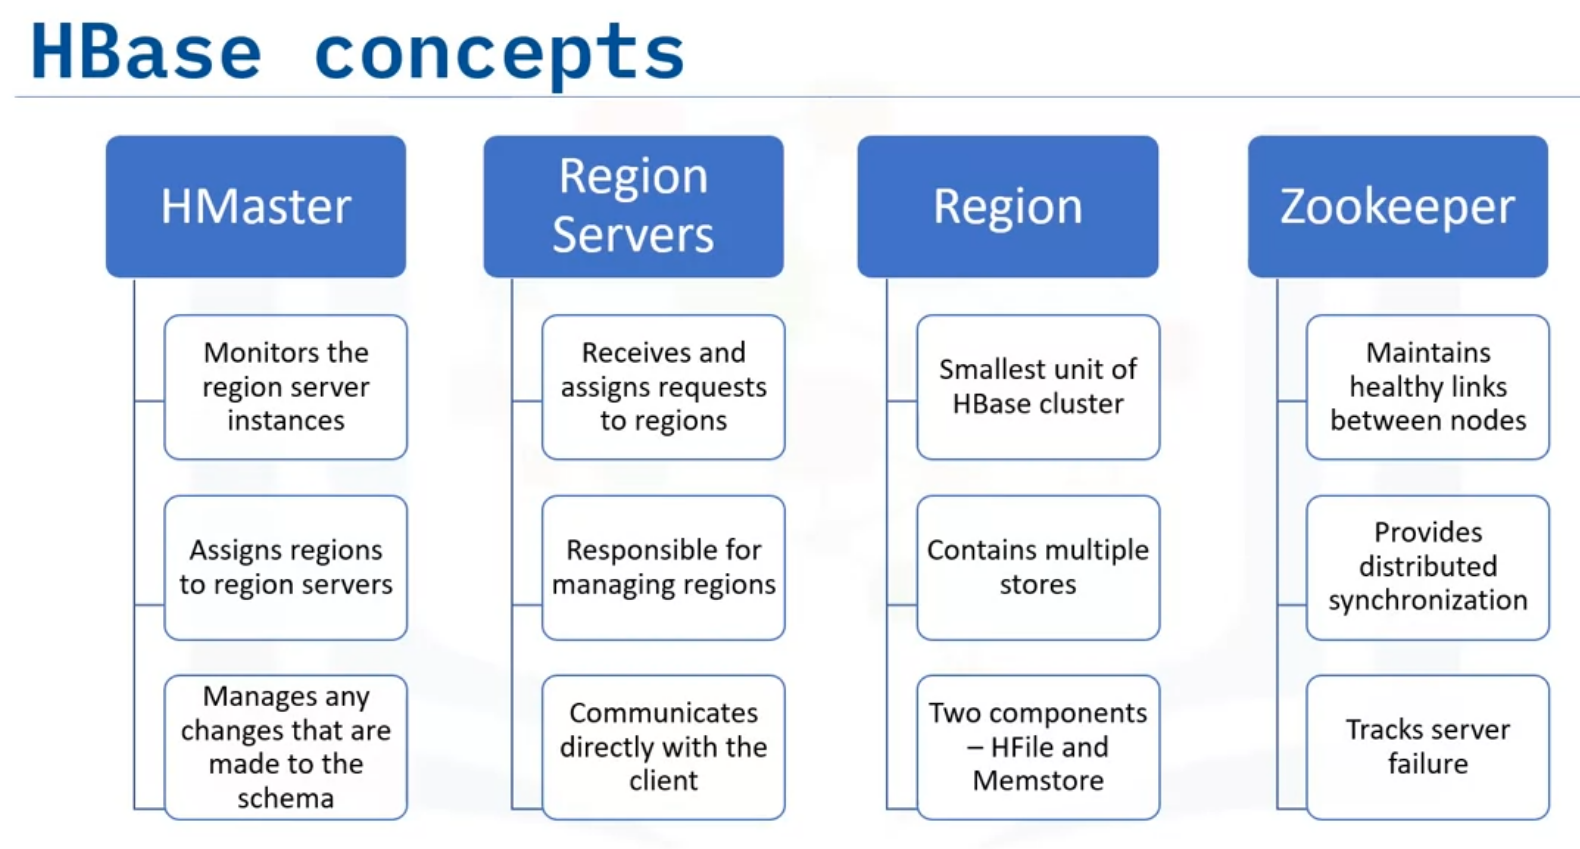 HBase concepts
HMaster
Monitors the
region server
instances
Assigns regions
to region servers
Manages any
changes that are
made to the
schema
Region
Servers
Receives and
assigns requests
to regions
Responsible for
managing regions
Communicates
directly with the
client
Region
Smallest unit of
HBase cluster
Contains multiple
stores
Two components
– HFile and
Memstore
Zookeeper
Maintains
healthy links
between nodes
Provides
distributed
synchronization
Tracks server
failure